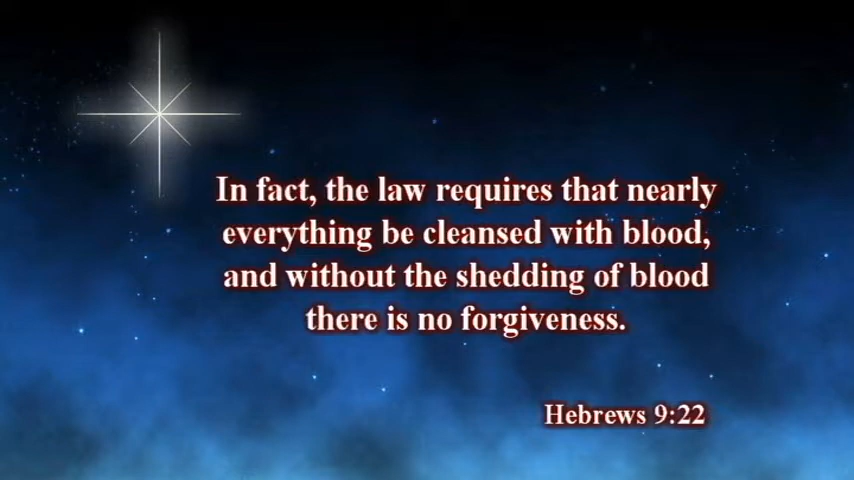 In fact, the law requires that nearly
everything be cleansed with blood,
and without the shedding of blood
there is no forgiveness.
Hebrews 9:22